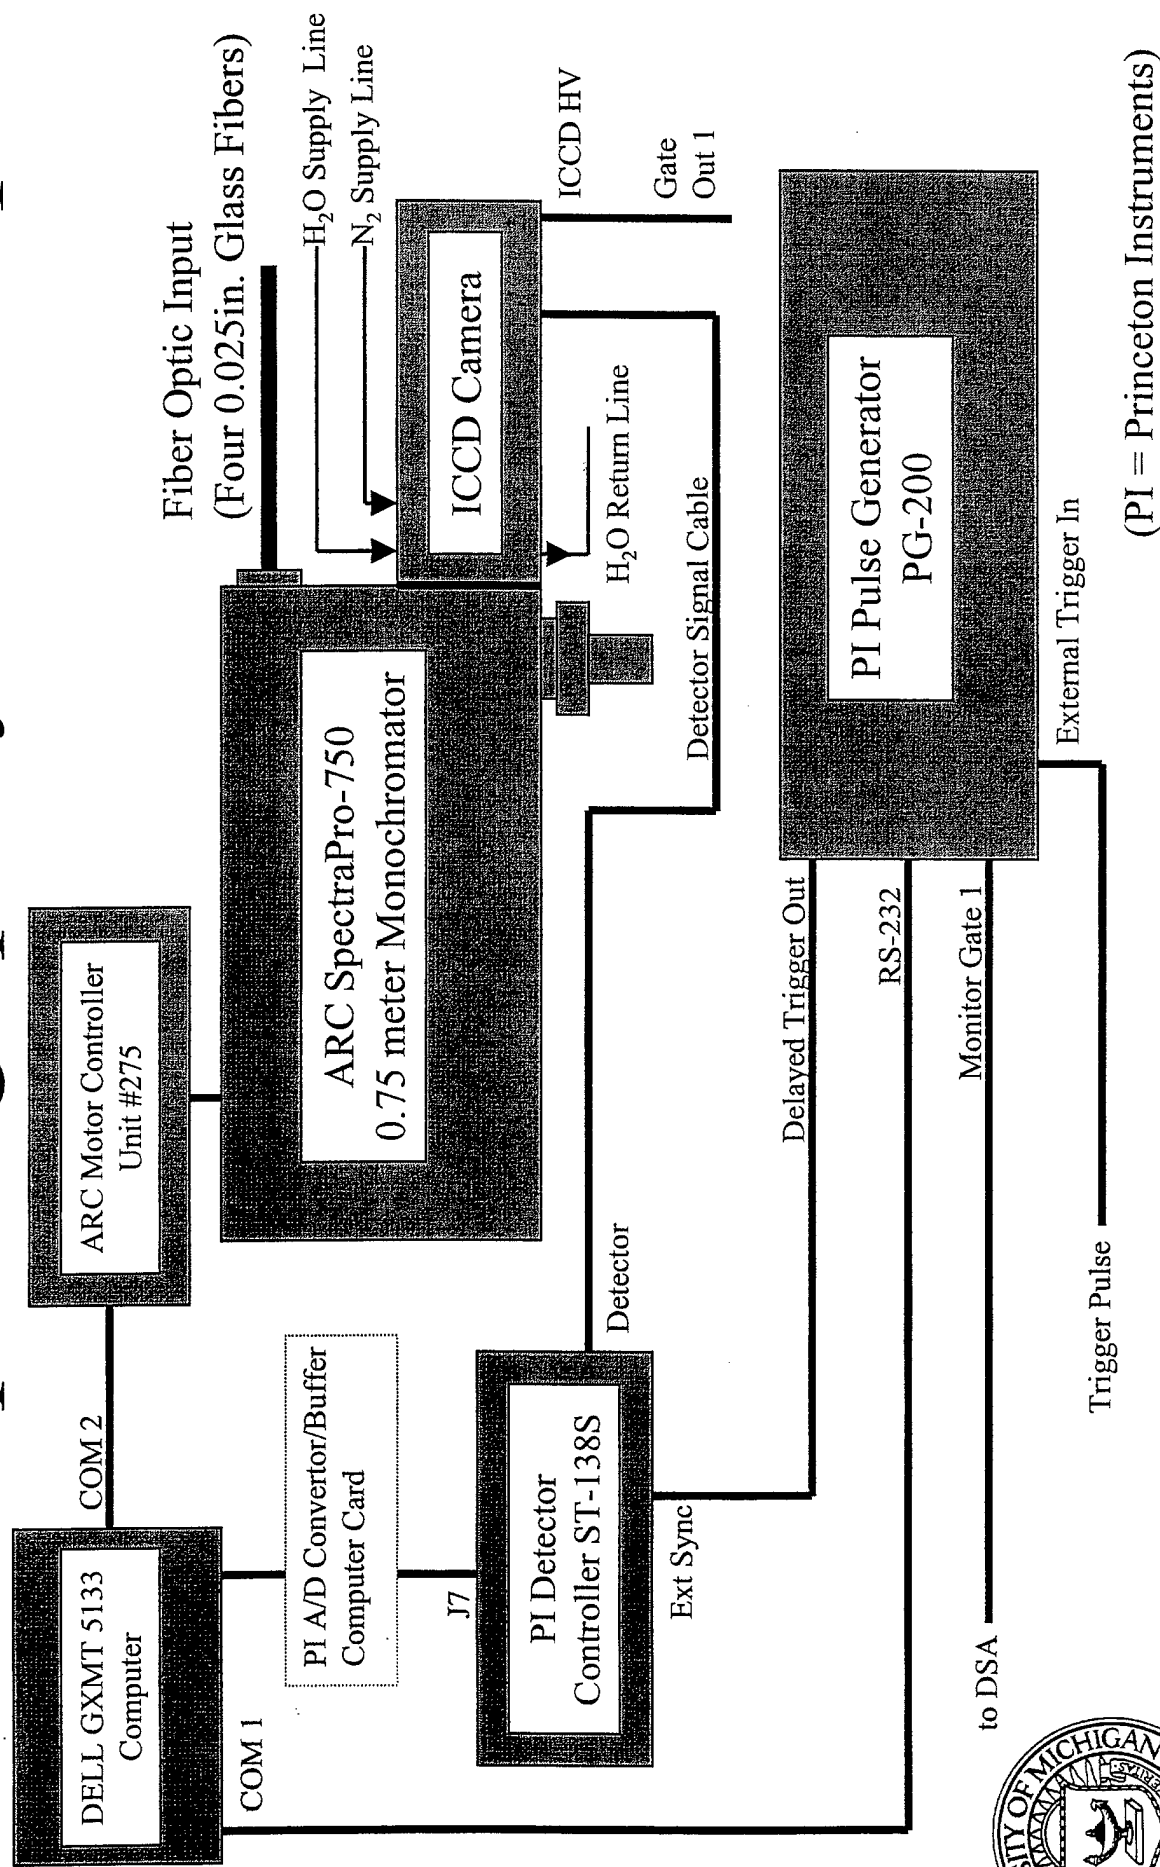 Fiber Optic Input
(Four 0.025in. Glass Fibers)
H₂O Supply Line
N₂ Supply Line
ARC Motor Controller
Unit #275
COM 2
DELL GXMT 5133
Computer
COM 1
PI A/D Convertor/Buffer
Computer Card
J7
ARC SpectraPro-750
0.75 meter Monochromator
ICCD Camera
ICCD HV
Gate
Out 1
H₂O Return Line
Detector Signal Cable
Detector
PI Detector
Controller ST-138S
Ext Sync
Delayed Trigger Out
RS-232
Monitor Gate 1
PI Pulse Generator
PG-200
External Trigger In
to DSA
Trigger Pulse
(PI = Princeton Instruments)
SITY OF MICHIGAN